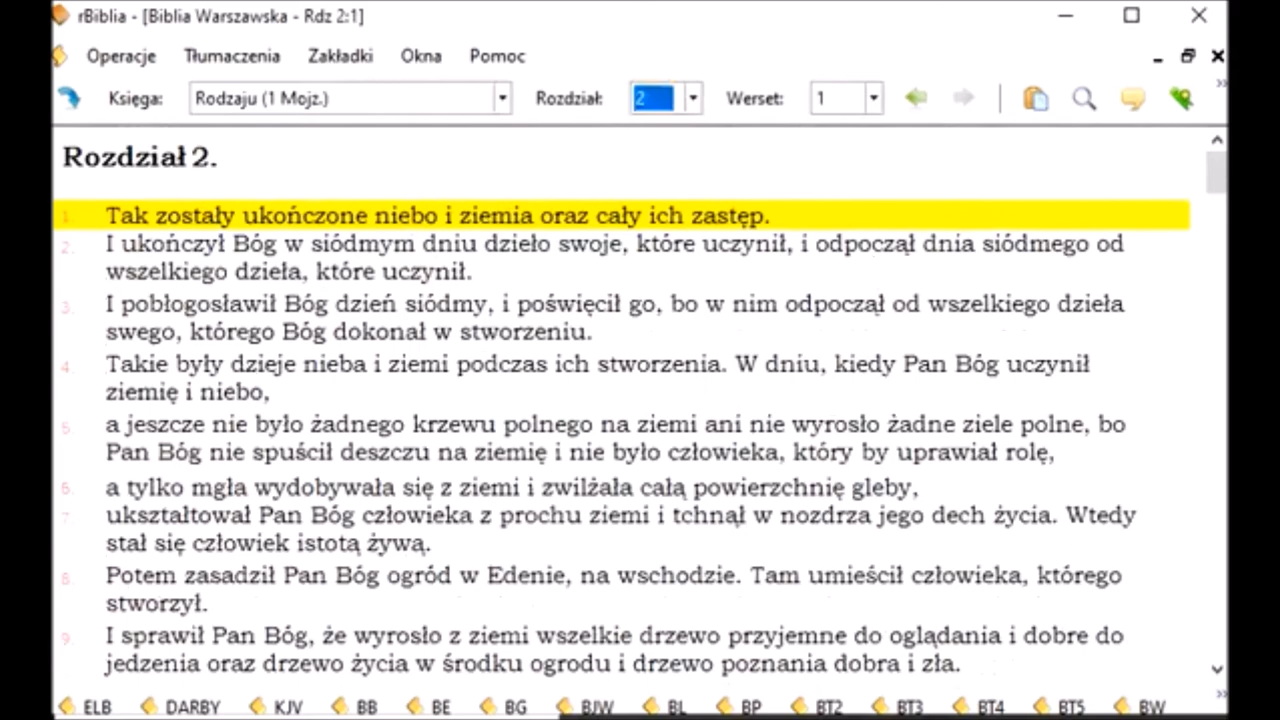 rBiblia - [Biblia Warszawska - Rdz 2:1]
Operacje Tłumaczenia Zakładki Okna Pomoc
Księga: Rodzaju (1 Mojż.) Rozdział: 2 Werset: 1
Rozdział 2.
1. Tak zostały ukończone niebo i ziemia oraz cały ich zastęp.
2. I ukończył Bóg w siódmym dniu dzieło swoje, które uczynił, i odpoczął dnia siódmego od
wszelkiego dzieła, które uczynił.
3. I pobłogosławił Bóg dzień siódmy, i poświęcił go, bo w nim odpoczął od wszelkiego dzieła
swego, którego Bóg dokonał w stworzeniu.
4. Takie były dzieje nieba i ziemi podczas ich stworzenia. W dniu, kiedy Pan Bóg uczynił
ziemię i niebo,
5. a jeszcze nie było żadnego krzewu polnego na ziemi ani nie wyrosło żadne ziele polne, bo
Pan Bóg nie spuścił deszczu na ziemię i nie było człowieka, który by uprawiał rolę,
6. a tylko mgła wydobywała się z ziemi i zwilżała całą powierzchnię gleby,
7. ukształtował Pan Bóg człowieka z prochu ziemi i tchnął w nozdrza jego dech życia. Wtedy
stał się człowiek istotą żywą.
8. Potem zasadził Pan Bóg ogród w Edenie, na wschodzie. Tam umieścił człowieka, którego
stworzył.
9. I sprawił Pan Bóg, że wyrosło z ziemi wszelkie drzewo przyjemne do oglądania i dobre do
jedzenia oraz drzewo życia w środku ogrodu i drzewo poznania dobra i zła.
ELB DARBY KJV BB BE BG BJW BL BP BT2 BT3 BT4 BT5 BW